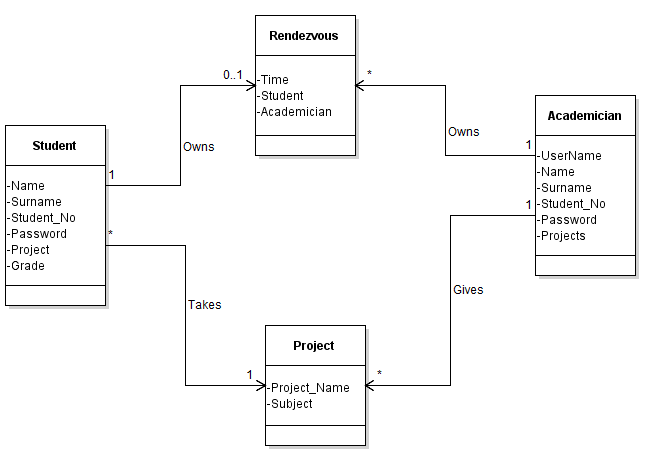 Rendezvous
-Time
-Student
-Academician
0..1
*
Owns
1
Student
-Name
-Surname
-Student_No
-Password
-Project
-Grade
*
Owns
1
1
Academician
-UserName
-Name
-Surname
-Student_No
-Password
-Projects
Takes
Gives
1
*
Project
-Project_Name
-Subject